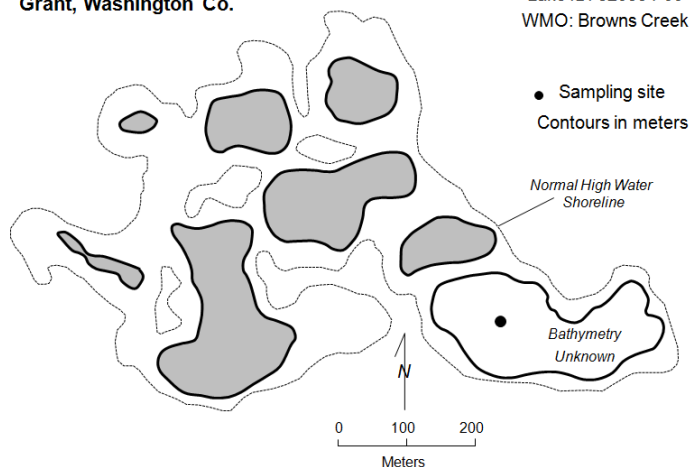 Grant, Washington Co.
WMO: Browns Creek
Sampling site
Contours in meters
Normal High Water
Shoreline
Bathymetry
Unknown
N
0 100 200
Meters